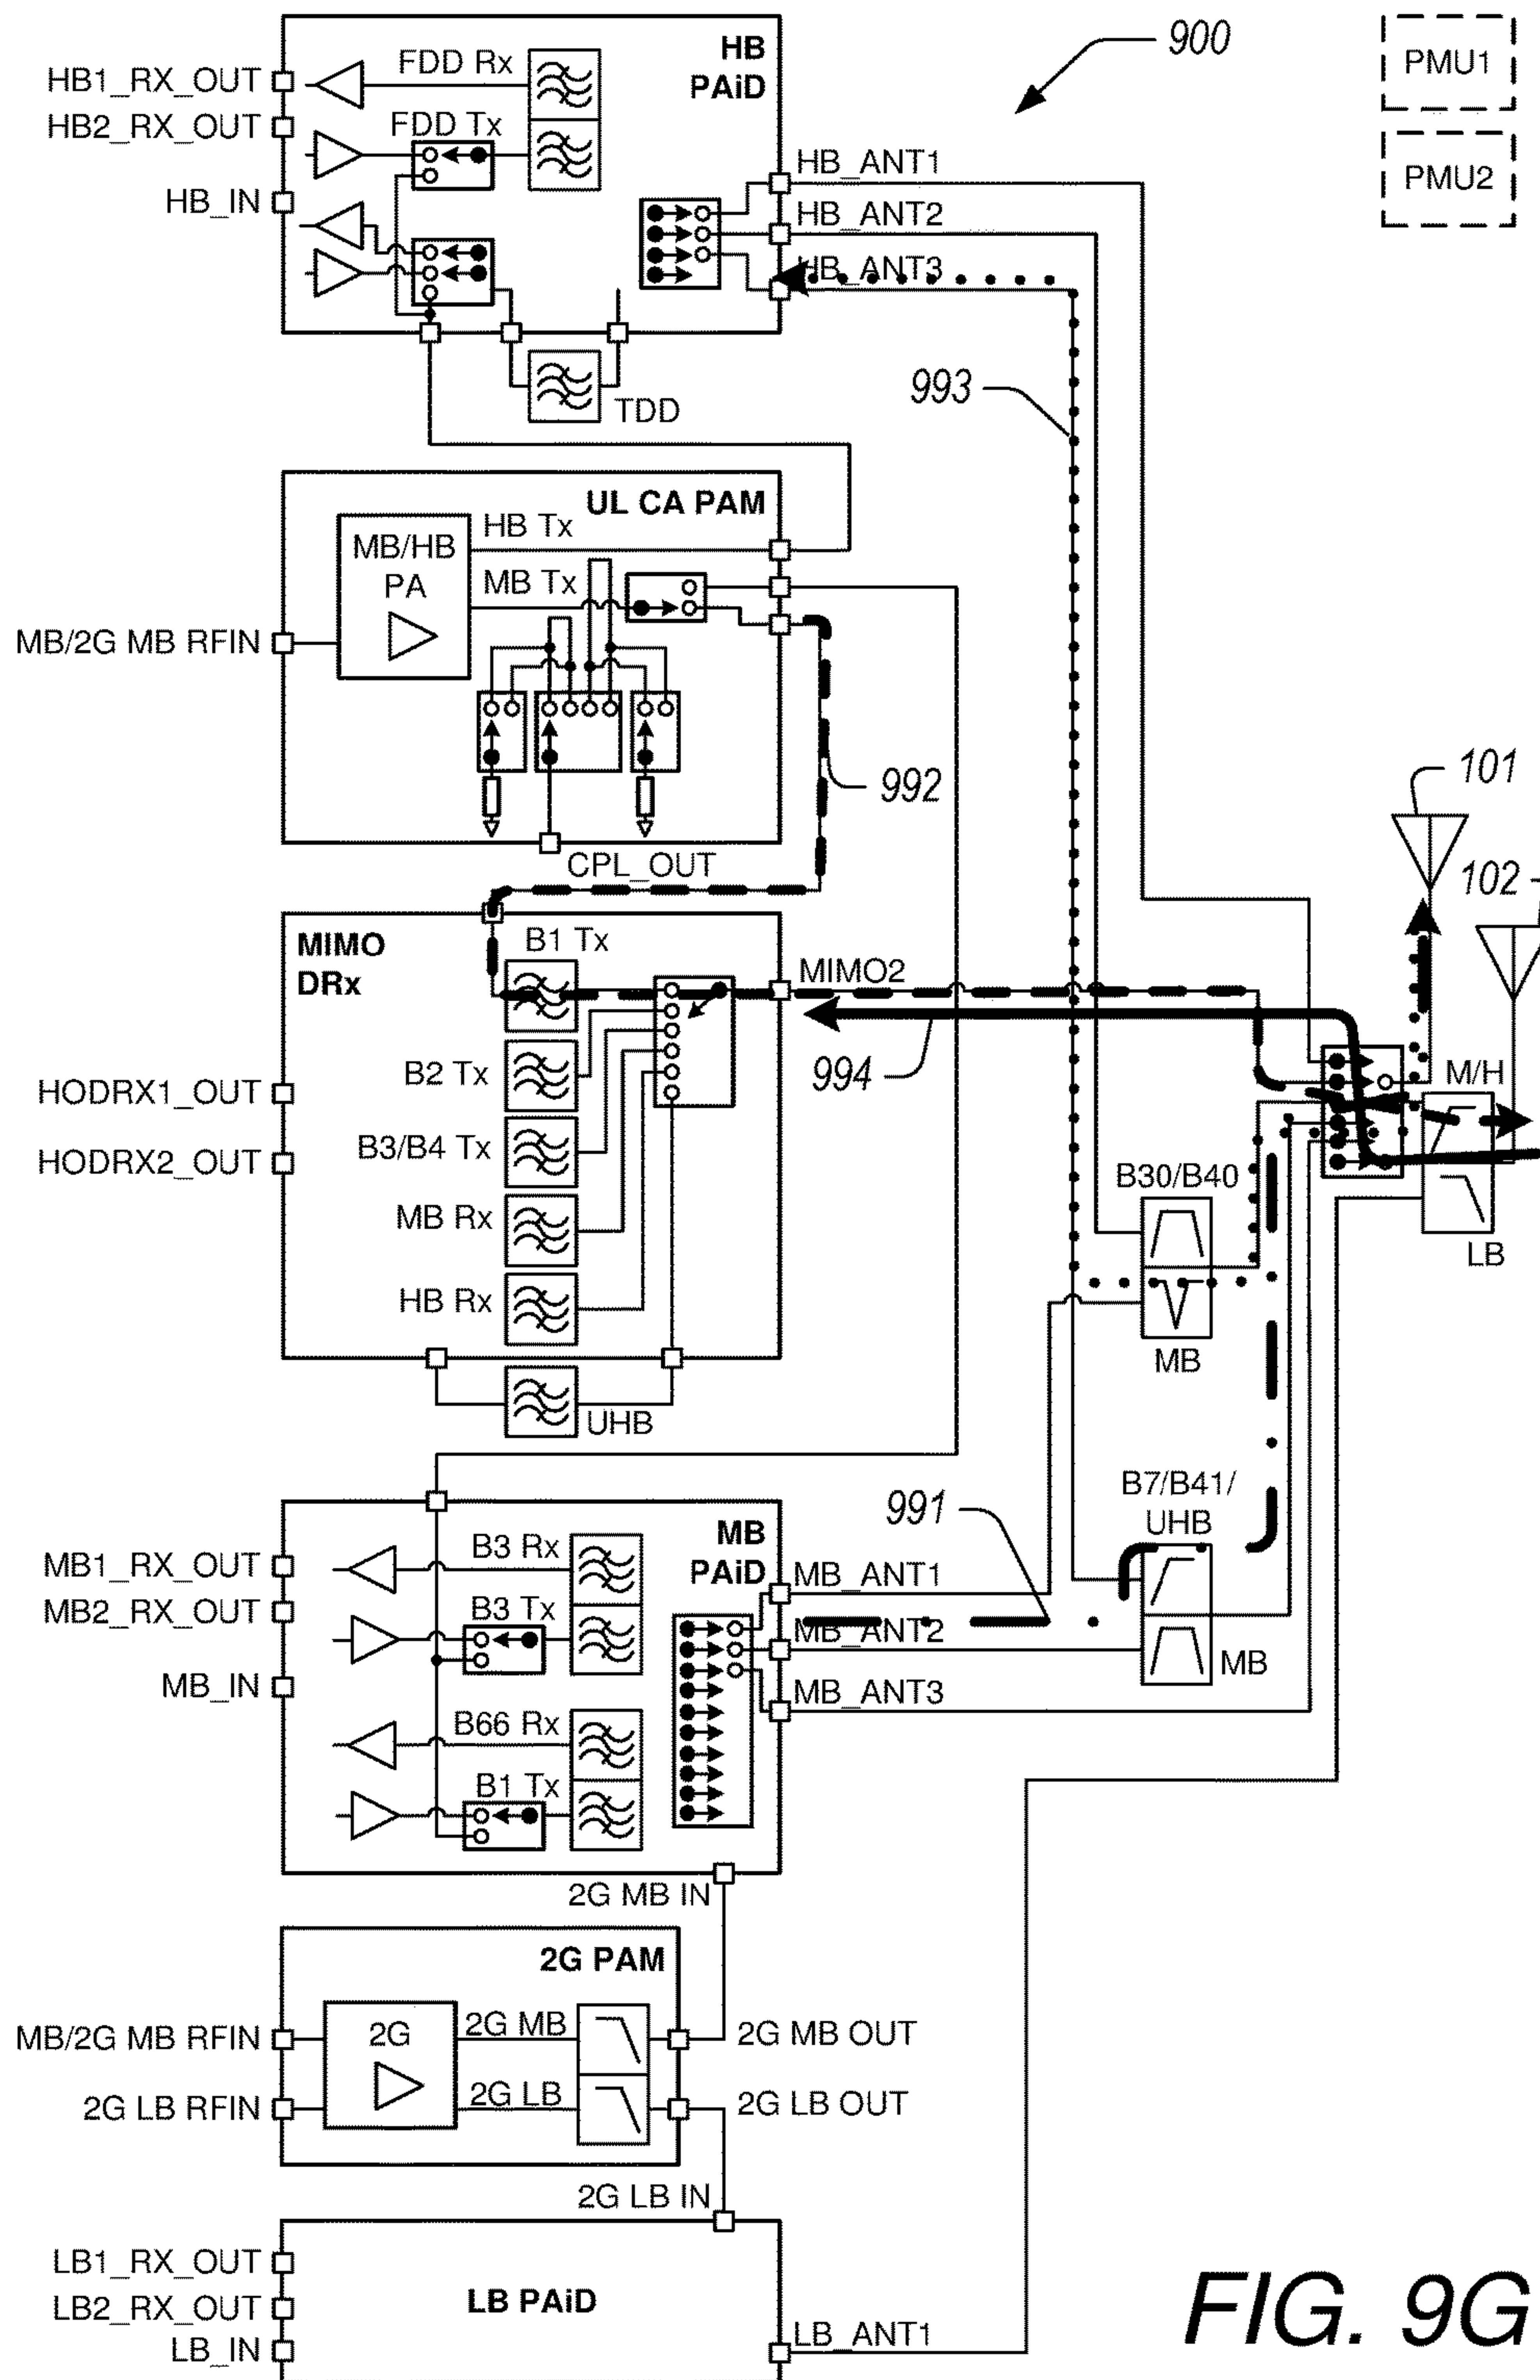 HB
PAiD
900
PMU1
PMU2
HB1_RX_OUT
HB2_RX_OUT
HB_IN
FDD Rx
FDD Tx
HB_ANT1
HB_ANT2
HB_ANT3
TDD
993
UL CA PAM
MB/HB
PA
HB Tx
MB Tx
MB/2G MB RFIN
992
CPL_OUT
101
102
MIMO
DRx
B1 Tx
MIMO2
994
B2 Tx
HODRX1_OUT
HODRX2_OUT
B3/B4 Tx
MB Rx
HB Rx
UHB
M/H
LB
B30/B40
MB
B7/B41/
UHB
MB
991
MB
PAiD
MB1_RX_OUT
MB2_RX_OUT
MB_IN
B3 Rx
B3 Tx
B66 Rx
B1 Tx
MB_ANT1
MB_ANT2
MB_ANT3
2G MB IN
2G PAM
MB/2G MB RFIN
2G LB RFIN
2G
2G MB
2G LB
2G MB OUT
2G LB OUT
2G LB IN
LB1_RX_OUT
LB2_RX_OUT
LB_IN
LB PAiD
LB_ANT1
FIG. 9G